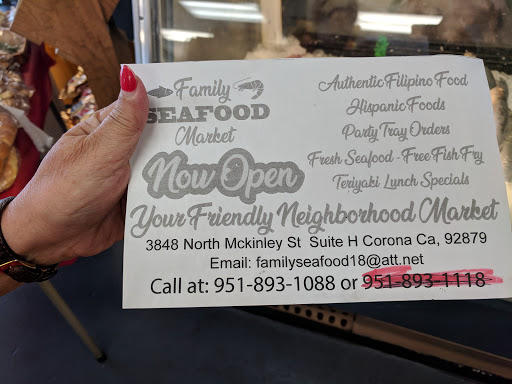 Family
SEAFOOD
Market
Now Open
Authentic Filipino Food
Hispanic Foods
Party Tray Orders
Fresh Seafood - Free Fish Fry
Teriyaki Lunch Specials
Your Friendly Neighborhood Market
3848 North Mckinley St Suite H Corona Ca, 92879
Email: familyseafood18@att.net
Call at: 951-893-1088 or 951-893-1118